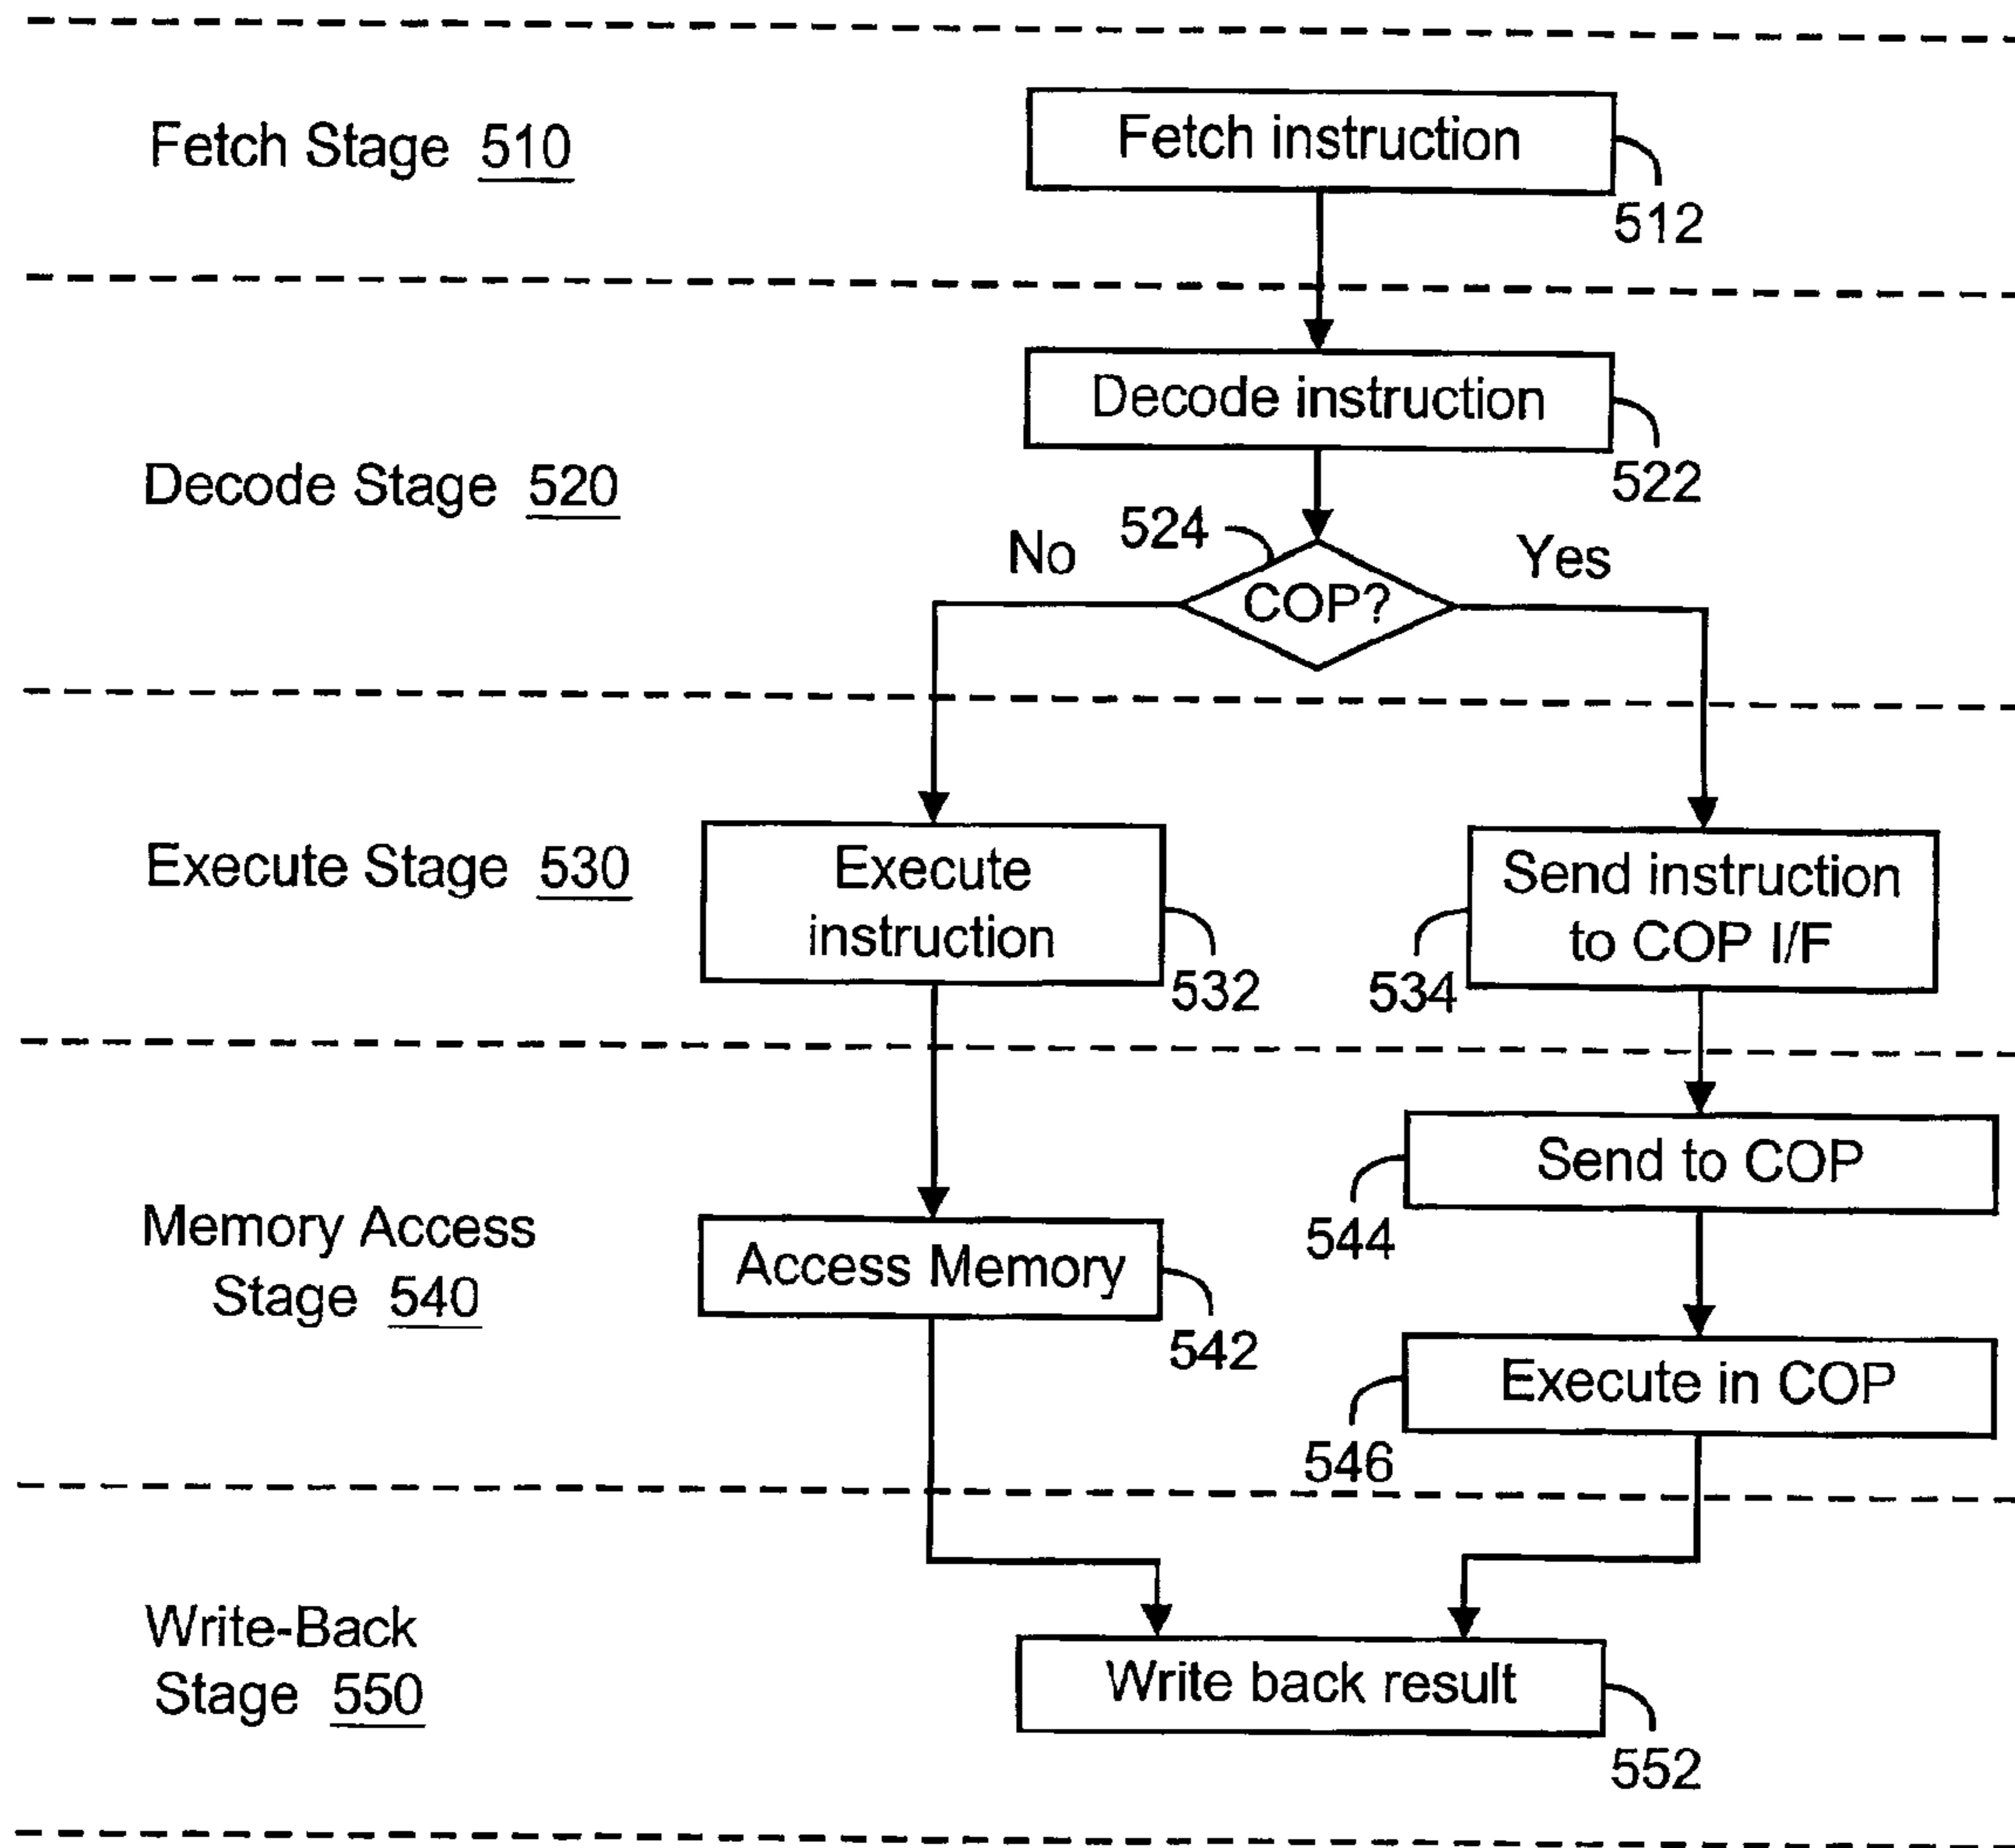 Fetch Stage 510
Fetch instruction
512
Decode Stage 520
Decode instruction
522
524
No
COP?
Yes
Execute Stage 530
Execute
instruction
532
Send instruction
to COP I/F
534
Memory Access
Stage 540
Access Memory
542
Send to COP
544
Execute in COP
546
Write-Back
Stage 550
Write back result
552